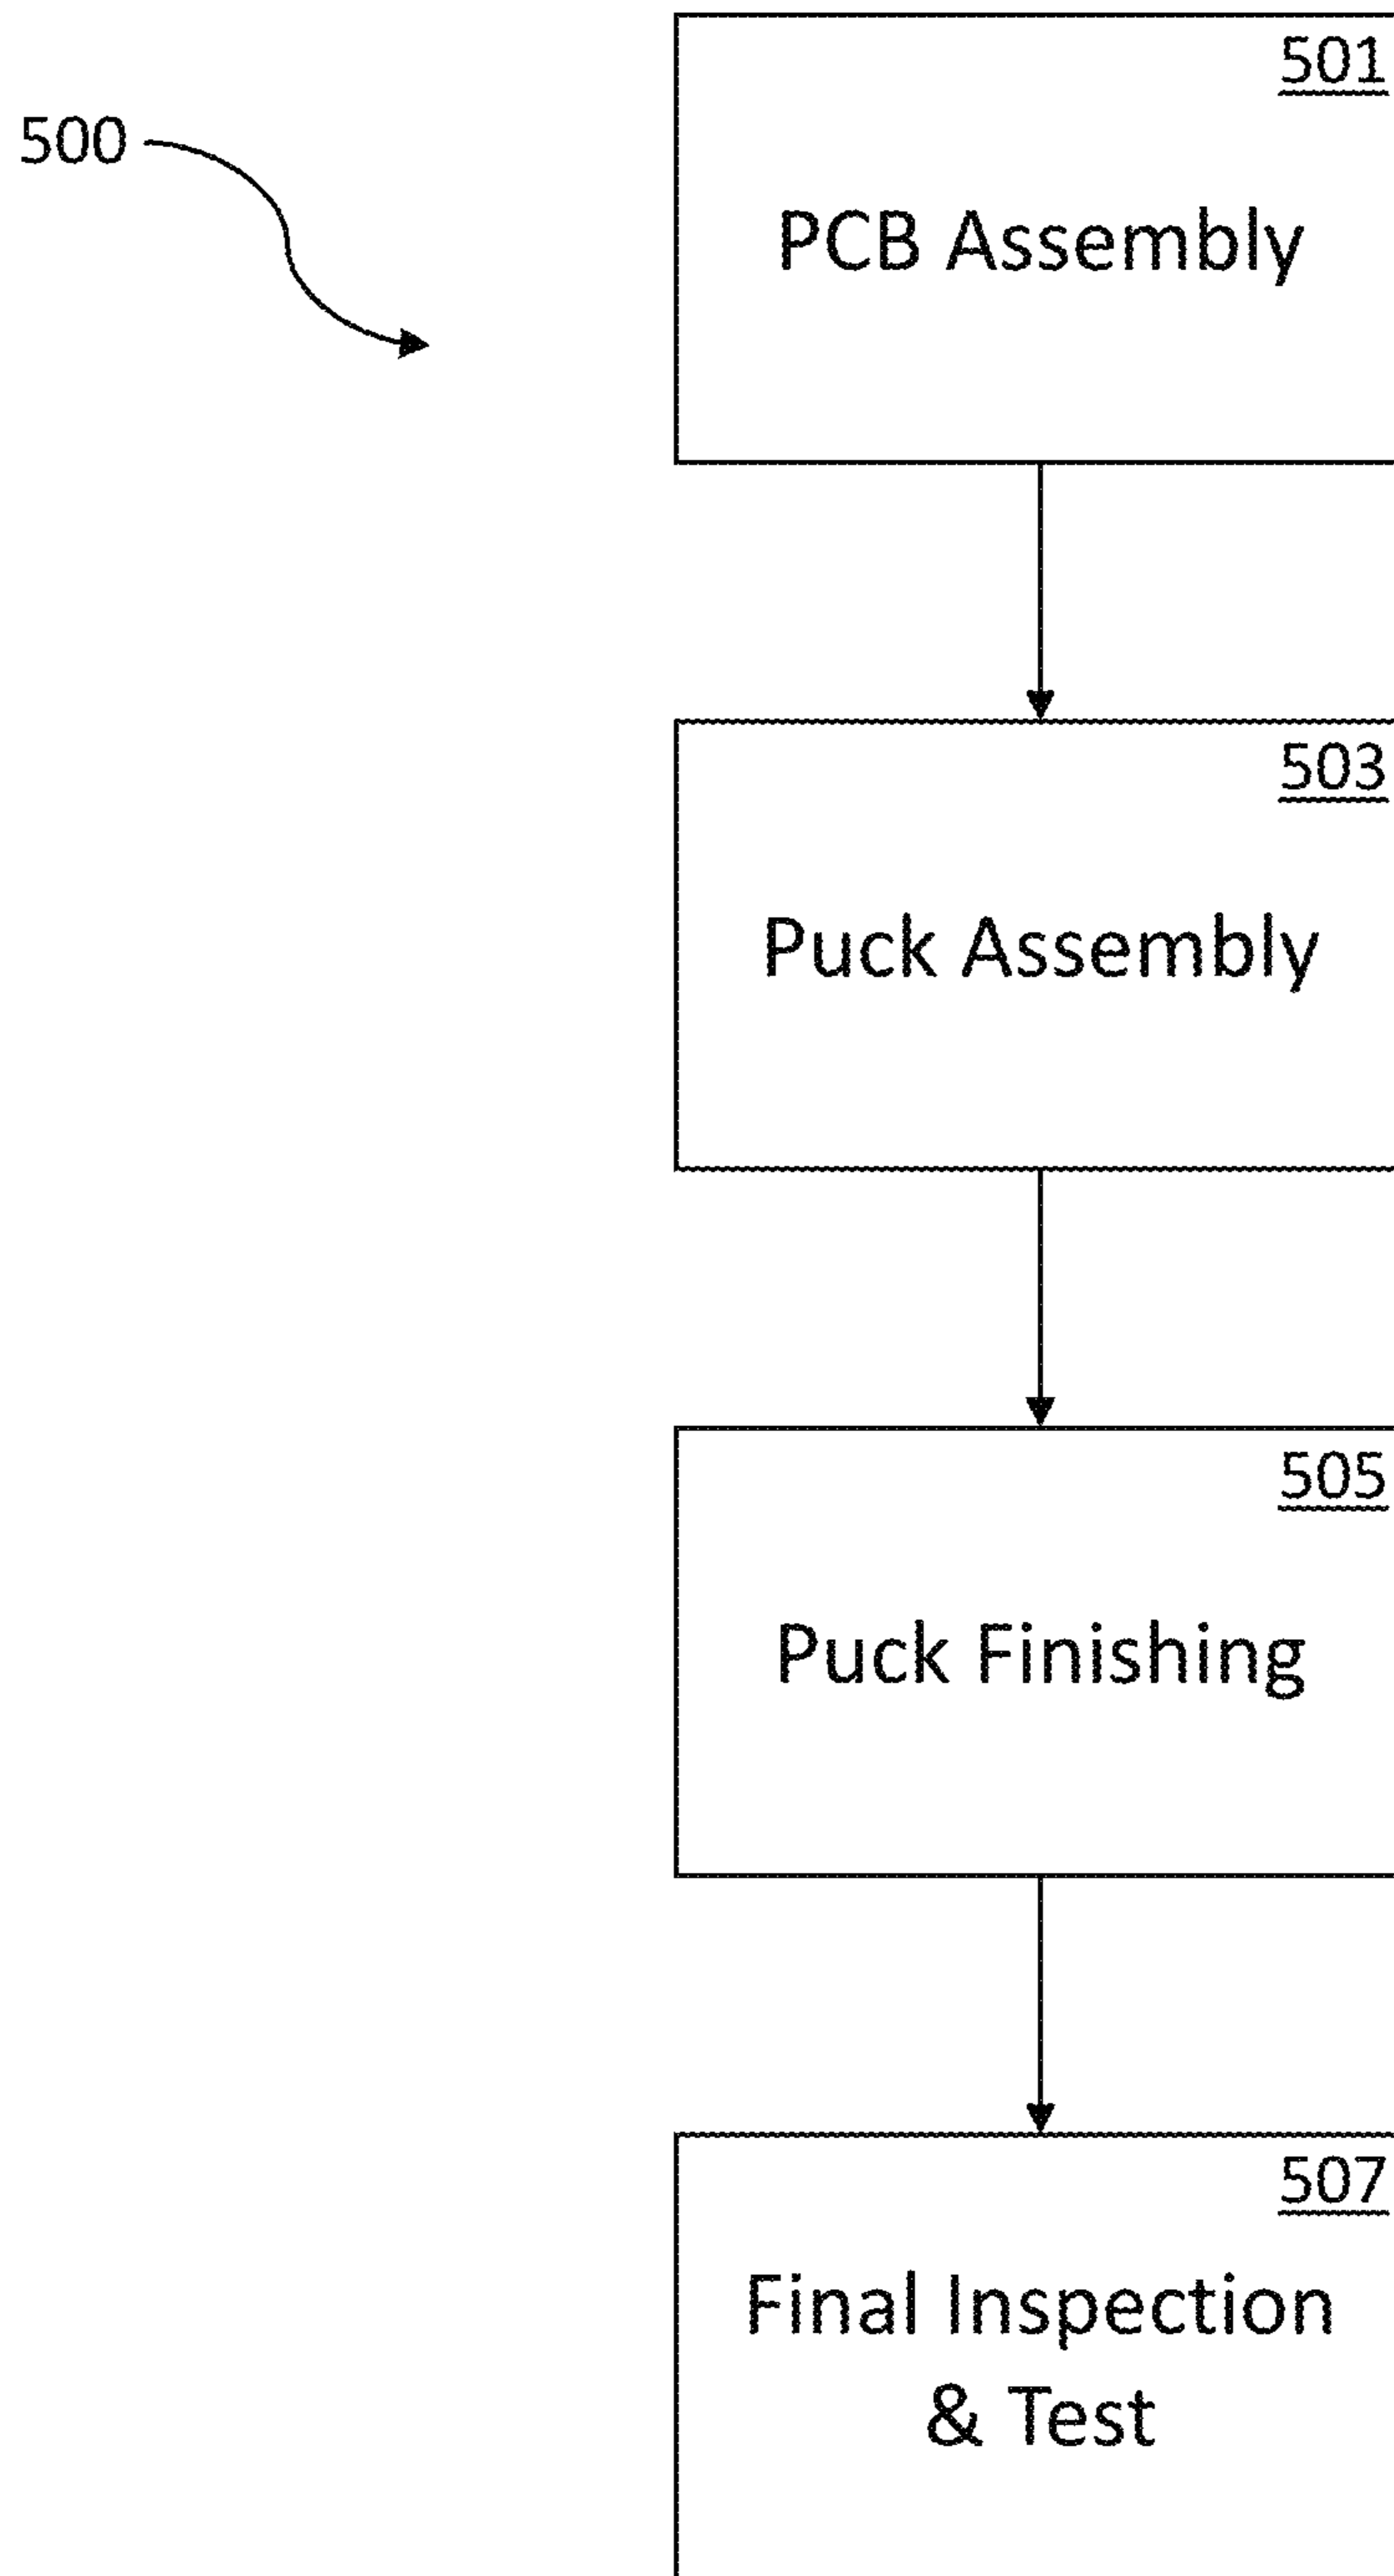 501
500
PCB Assembly
503
Puck Assembly
505
Puck Finishing
507
Final Inspection
& Test